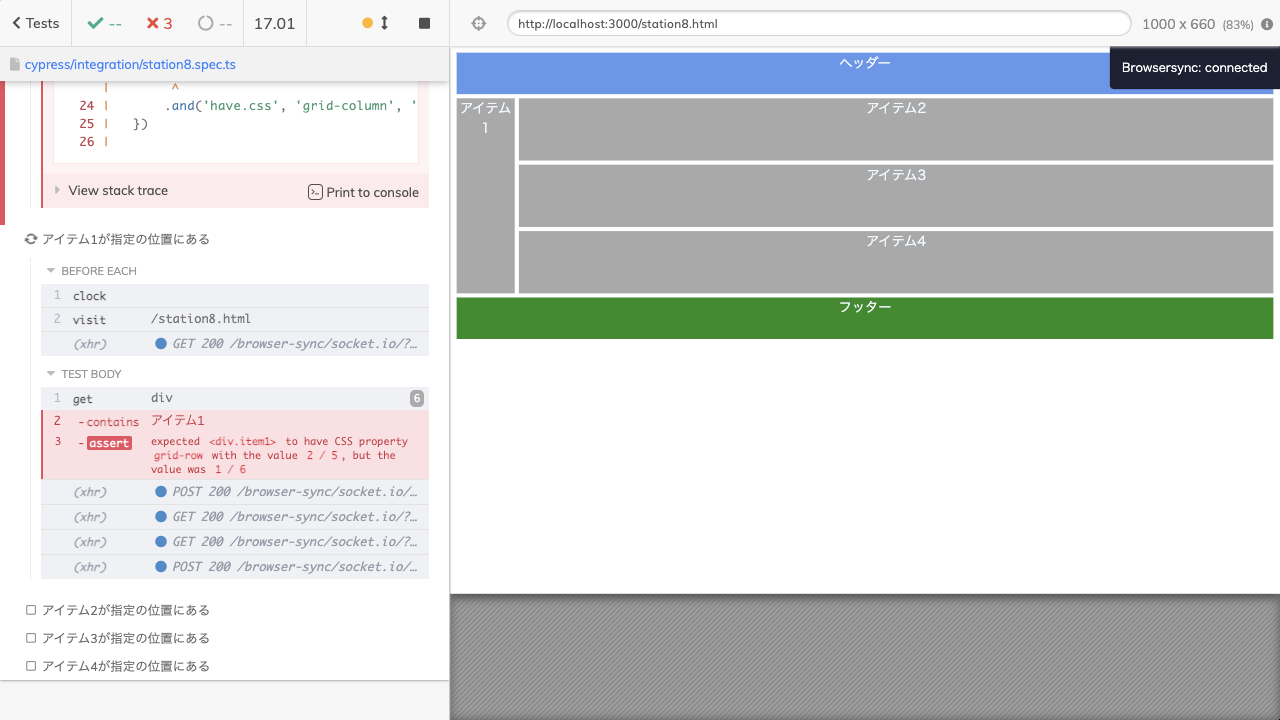 Tests
--
3
--
17.01
http://localhost:3000/station8.html
1000 x 660 (83%)
cypress/integration/station8.spec.ts
Browsersync: connected
| ^
24 | .and('have.css', 'grid-column', '
25 | })
26 |
View stack trace
Print to console
アイテム1が指定の位置にある
BEFORE EACH
1 clock
2 visit /station8.html
(xhr) GET 200 /browser-sync/socket.io/?…
TEST BODY
1 get div 6
2 -contains アイテム1
3 -assert expected <div.item1> to have CSS property
grid-row with the value 2 / 5, but the
value was 1 / 6
(xhr) POST 200 /browser-sync/socket.io/…
(xhr) GET 200 /browser-sync/socket.io/?…
(xhr) GET 200 /browser-sync/socket.io/?…
(xhr) POST 200 /browser-sync/socket.io/…
アイテム2が指定の位置にある
アイテム3が指定の位置にある
アイテム4が指定の位置にある
ヘッダー
アイテム
1
アイテム2
アイテム3
アイテム4
フッター